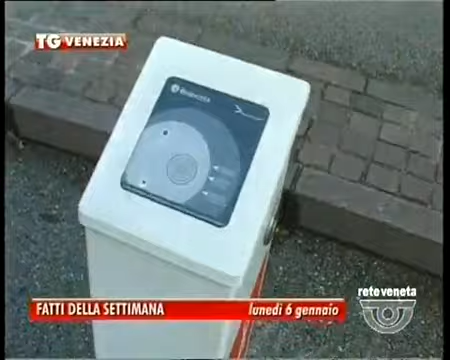 TG VENEZIA
FATTI DELLA SETTIMANA
lunedì 6 gennaio
reteveneta